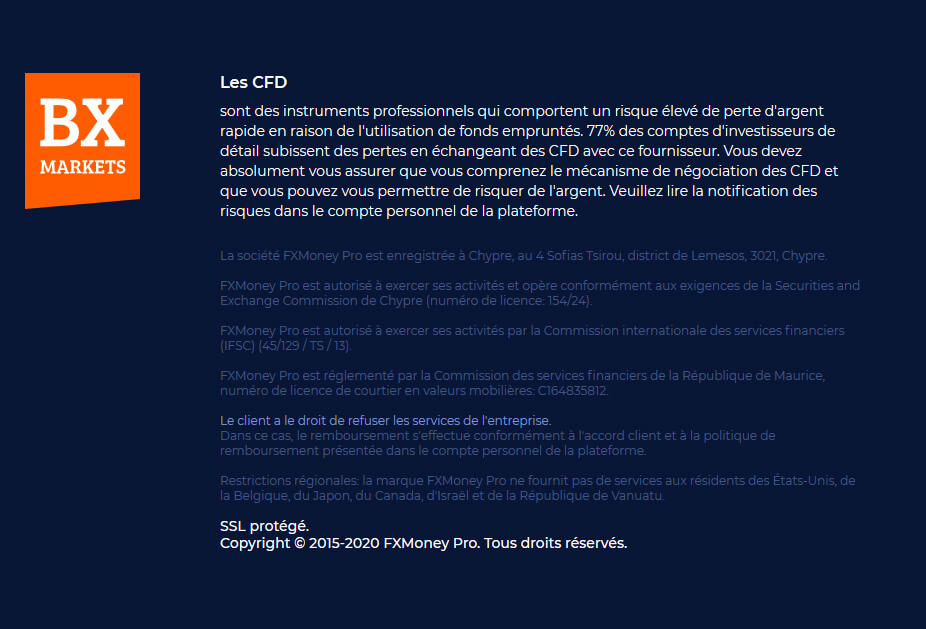 BX
MARKETS
Les CFD
sont des instruments professionnels qui comportent un risque élevé de perte d'argent
rapide en raison de l'utilisation de fonds empruntés. 77% des comptes d'investisseurs de
détail subissent des pertes en échangeant des CFD avec ce fournisseur. Vous devez
absolument vous assurer que vous comprenez le mécanisme de négociation des CFD et
que vous pouvez vous permettre de risquer de l'argent. Veuillez lire la notification des
risques dans le compte personnel de la plateforme.
La société FXMoney Pro est enregistrée à Chypre, au 4 Sofias Tsirou, district de Lemesos, 3021, Chypre.
FXMoney Pro est autorisé à exercer ses activités et opère conformément aux exigences de la Securities and
Exchange Commission de Chypre (numéro de licence: 154/24).
FXMoney Pro est autorisé à exercer ses activités par la Commission internationale des services financiers
(IFSC) (45/129 / TS / 13).
FXMoney Pro est réglementé par la Commission des services financiers de la République de Maurice,
numéro de licence de courtier en valeurs mobilières: C164835812.
Le client a le droit de refuser les services de l'entreprise.
Dans ce cas, le remboursement s'effectue conformément à l'accord client et à la politique de
remboursement présentée dans le compte personnel de la plateforme.
Restrictions régionales: la marque FXMoney Pro ne fournit pas de services aux résidents des États-Unis, de
la Belgique, du Japon, du Canada, d'Israël et de la République de Vanuatu.
SSL protégé.
Copyright © 2015-2020 FXMoney Pro. Tous droits réservés.